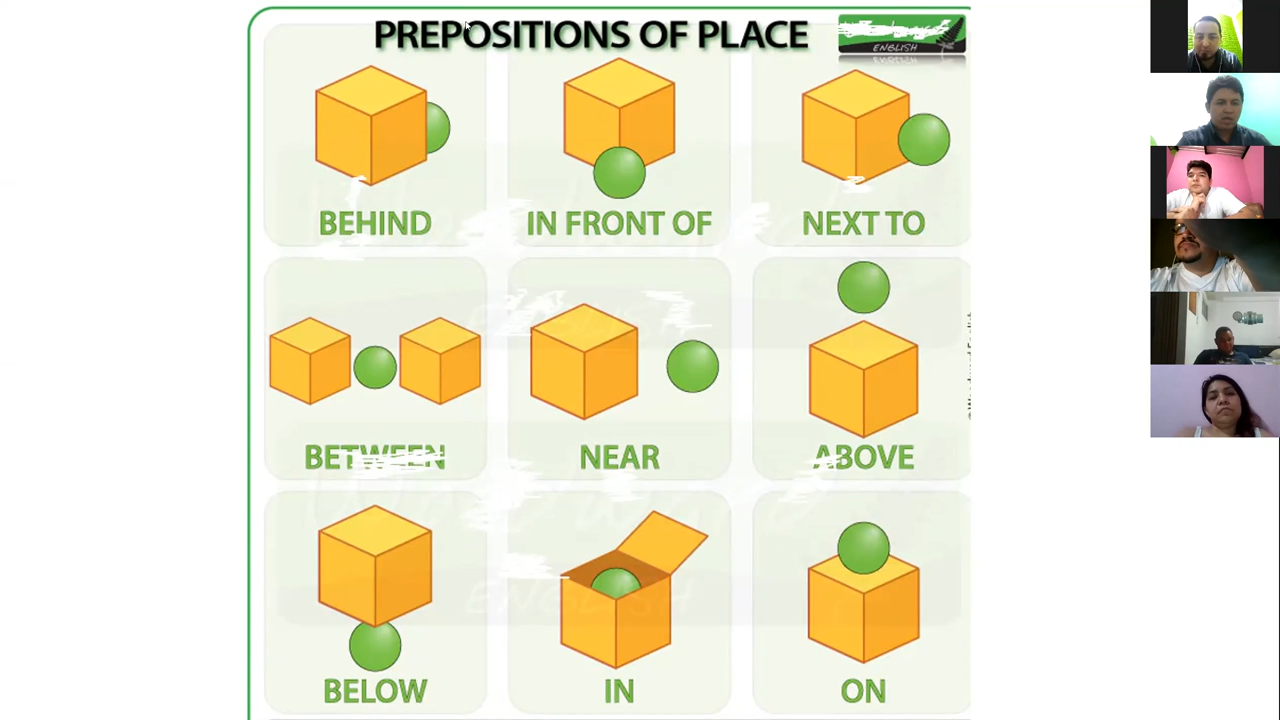 PREPOSITIONS OF PLACE
ENGLISH
BEHIND
IN FRONT OF
NEXT TO
BETWEEN
NEAR
ABOVE
BELOW
IN
ON